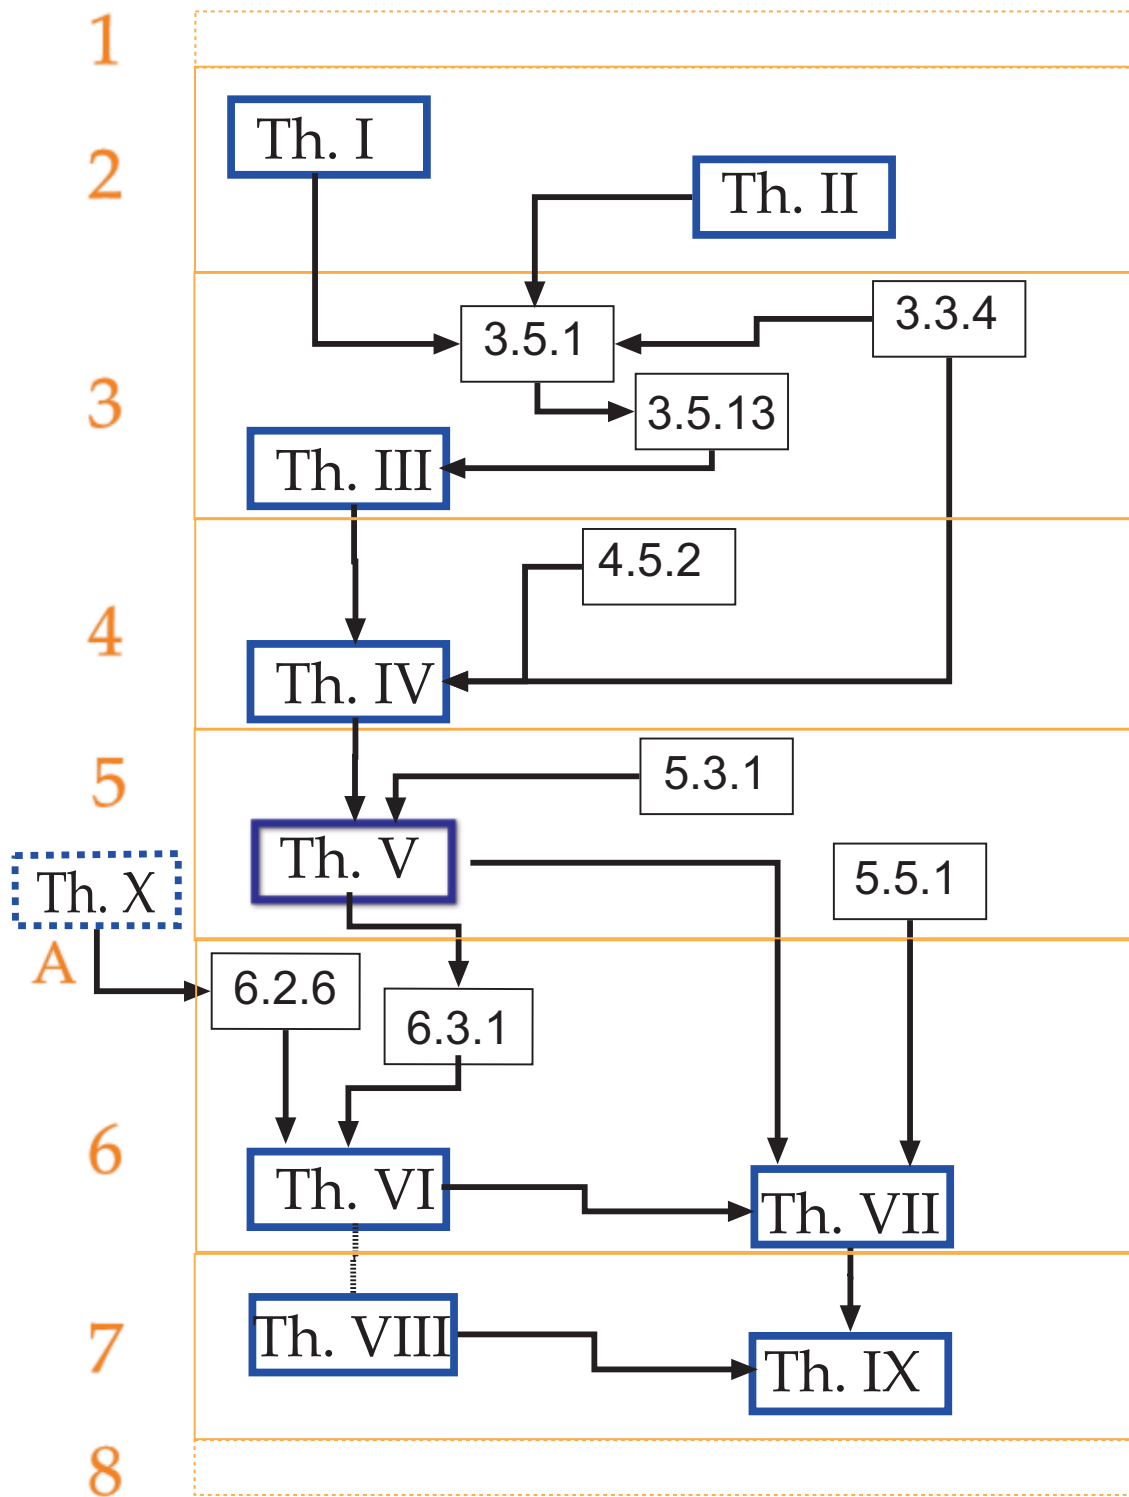 1
Th. I
2
Th. II
3.3.4
3.5.1
3
3.5.13
Th. III
4.5.2
4
Th. IV
5
5.3.1
Th. V
5.5.1
Th. X
A
6.2.6
6.3.1
6
Th. VI
Th. VII
7
Th. VIII
Th. IX
8